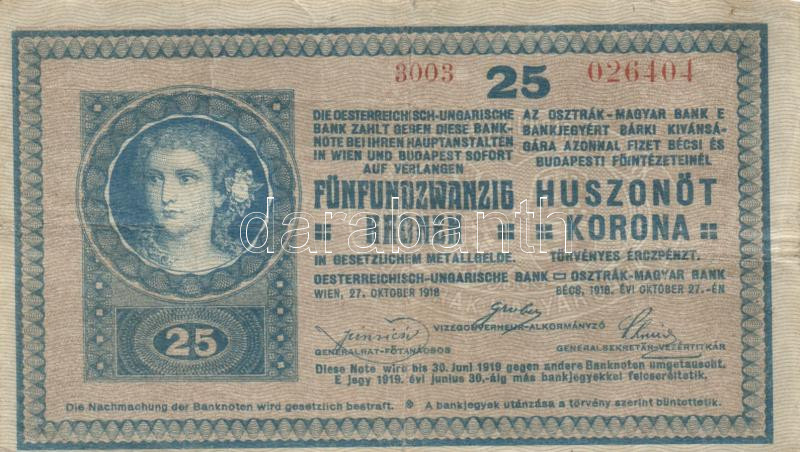 3003 25 026404
DIE OESTERREICHISCH-UNGARISCHE
BANK ZAHLT GEGEN DIESE BANK-
NOTE BEI IHREN HAUPTANSTALTEN
IN WIEN UND BUDAPEST SOFORT
AUF VERLANGEN
FÜNFUNDZWANZIG
KRONEN
IN GESETZLICHEM METALLGELDE.
OESTERREICHISCH-UNGARISCHE BANK
WIEN, 27. OKTOBER 1918
AZ OSZTRÁK-MAGYAR BANK E
BANKJEGYÉRT BÁRKI KIVÁNSÁ-
GÁRA AZONNAL FIZET BÉCSI ÉS
BUDAPESTI FŐINTÉZETEINÉL
HUSZONÖT
KORONA
TÖRVÉNYES ÉRCZPÉNZT.
OSZTRÁK-MAGYAR BANK
BÉCS, 1918. ÉVI OKTOBER 27.-ÉN
darabanth
25
Gruber
VIZEGOUVERNEUR-ALKORMÁNYZÓ
GENERALRAT-FŐTANÁCSOS
GENERALSEKRETÄR-VEZÉRTITKÁR
Diese Note wird bis 30. Juni 1919 gegen andere Banknoten umgetauscht.
E jegy 1919. évi junius 30.-áig más bankjegyekkel felcseréltetik.
Die Nachmachung der Banknoten wird gesetzlich bestraft. A bankjegyek utánzása a törvény szerint büntettetik.